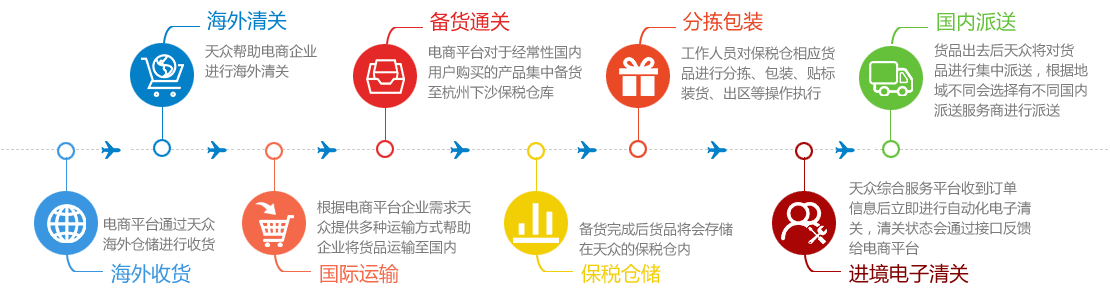 海外清关
天众帮助电商企业
进行海外清关
备货通关
电商平台对于经常性国内
用户购买的产品集中备货
至杭州下沙保税仓库
分拣包装
工作人员对保税仓相应货
品进行分拣、包装、贴标
装货、出区等操作执行
国内派送
货品出去后天众将对货
品进行集中派送，根据地
域不同会选择有不同国内
派送服务商进行派送
电商平台通过天众
海外仓储进行收货
海外收货
根据电商平台企业需求天
众提供多种运输方式帮助
企业将货品运输至国内
国际运输
备货完成后货品将会存储
在天众的保税仓内
保税仓储
天众综合服务平台收到订单
信息后立即进行自动化电子清
关，清关状态会通过接口反馈
给电商平台
进境电子清关